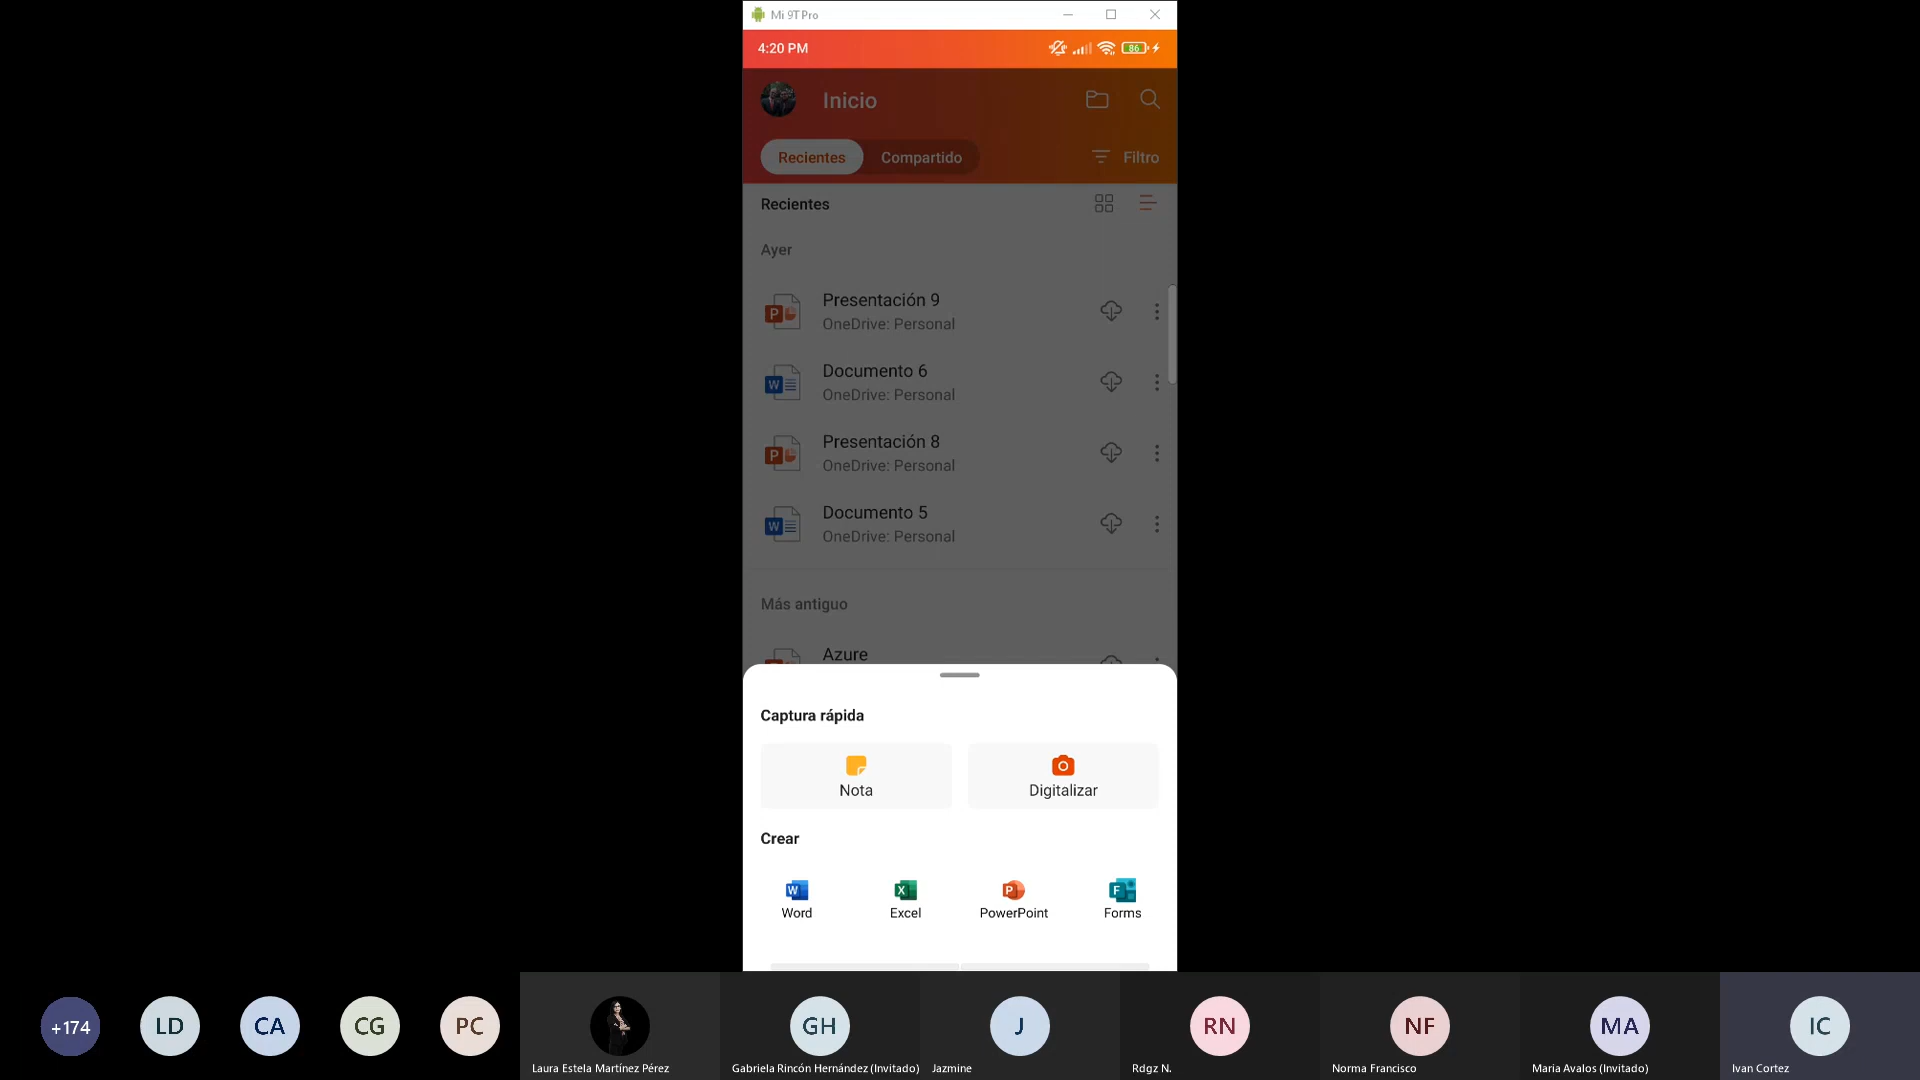 Mi 9T Pro
4:20 PM
86
Inicio
Recientes
Compartido
Filtro
Recientes
Ayer
Presentación 9
OneDrive: Personal
Documento 6
OneDrive: Personal
Presentación 8
OneDrive: Personal
Documento 5
OneDrive: Personal
Más antiguo
Azure
Captura rápida
Nota
Digitalizar
Crear
Word
Excel
PowerPoint
Forms
+174
LD
CA
CG
PC
GH
J
RN
NF
MA
IC
Laura Estela Martínez Pérez
Gabriela Rincón Hernández (Invitado)
Jazmine
Rdgz N.
Norma Francisco
Maria Avalos (Invitado)
Ivan Cortez